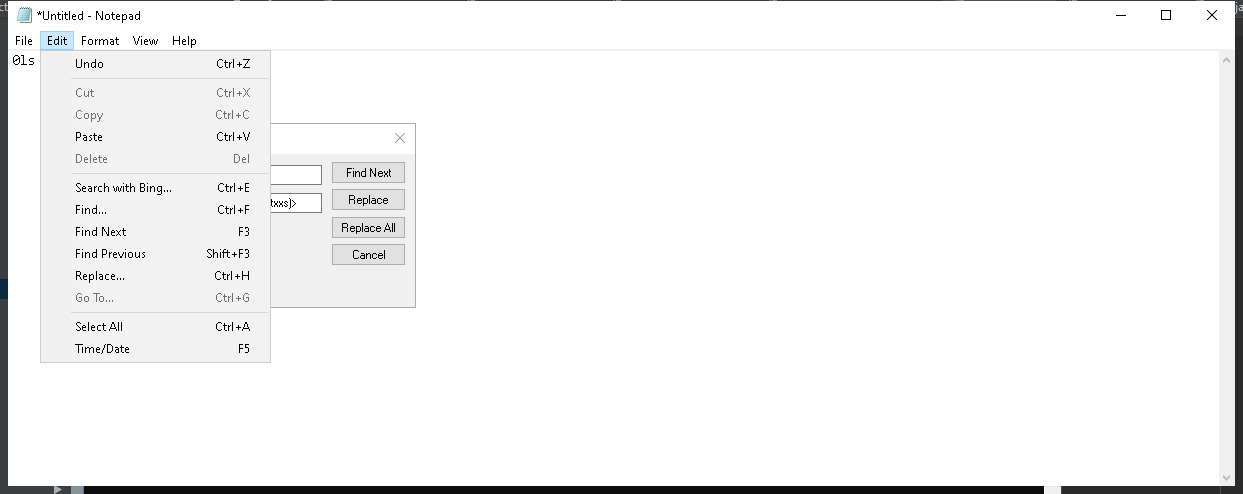 *Untitled - Notepad
File Edit Format View Help
0ls
Undo Ctrl+Z
Cut Ctrl+X
Copy Ctrl+C
Paste Ctrl+V
Delete Del
Search with Bing... Ctrl+E
Find... Ctrl+F
Find Next F3
Find Previous Shift+F3
Replace... Ctrl+H
Go To... Ctrl+G
Select All Ctrl+A
Time/Date F5
Find Next
txxs)>
Replace
Replace All
Cancel